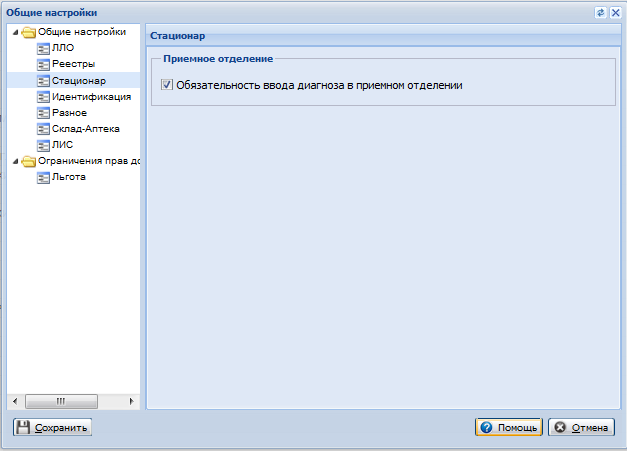 Общие настройки
Общие настройки
ЛЛО
Реестры
Стационар
Идентификация
Разное
Склад-Аптека
ЛИС
Ограничения прав до
Льгота
Стационар
Приемное отделение
Обязательность ввода диагноза в приемном отделении
Сохранить
Помощь
Отмена